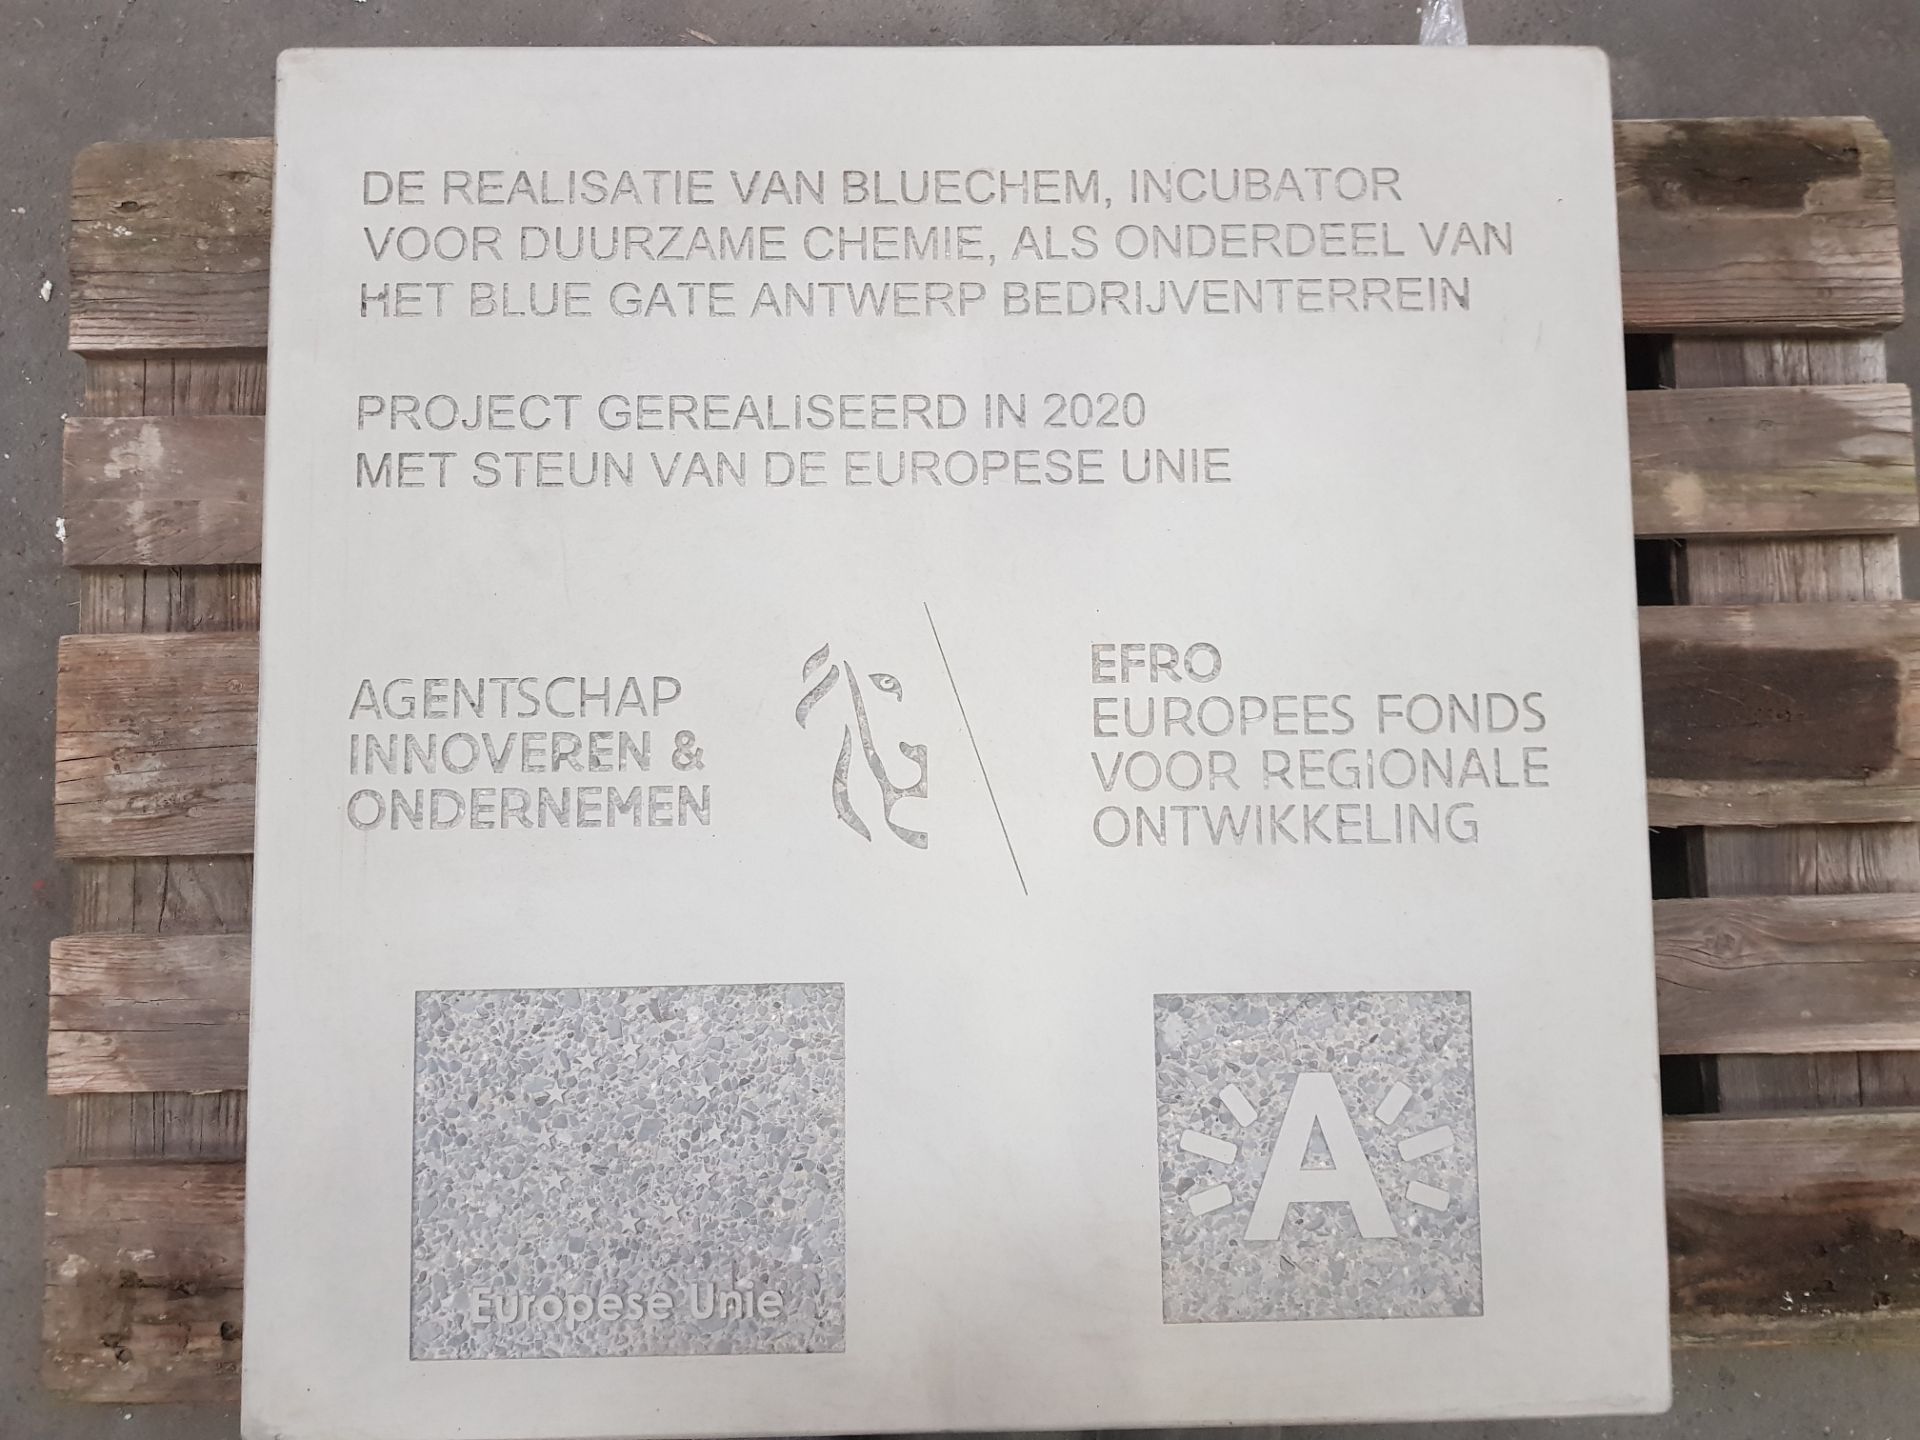 DE REALISATIE VAN BLUECHEM, INCUBATOR
VOOR DUURZAME CHEMIE, ALS ONDERDEEL VAN
HET BLUE GATE ANTWERP BEDRIJVENTERREIN
PROJECT GEREALISEERD IN 2020
MET STEUN VAN DE EUROPESE UNIE
AGENTSCHAP
INNOVEREN &
ONDERNEMEN
EFRO
EUROPEES FONDS
VOOR REGIONALE
ONTWIKKELING
Europese Unie
A